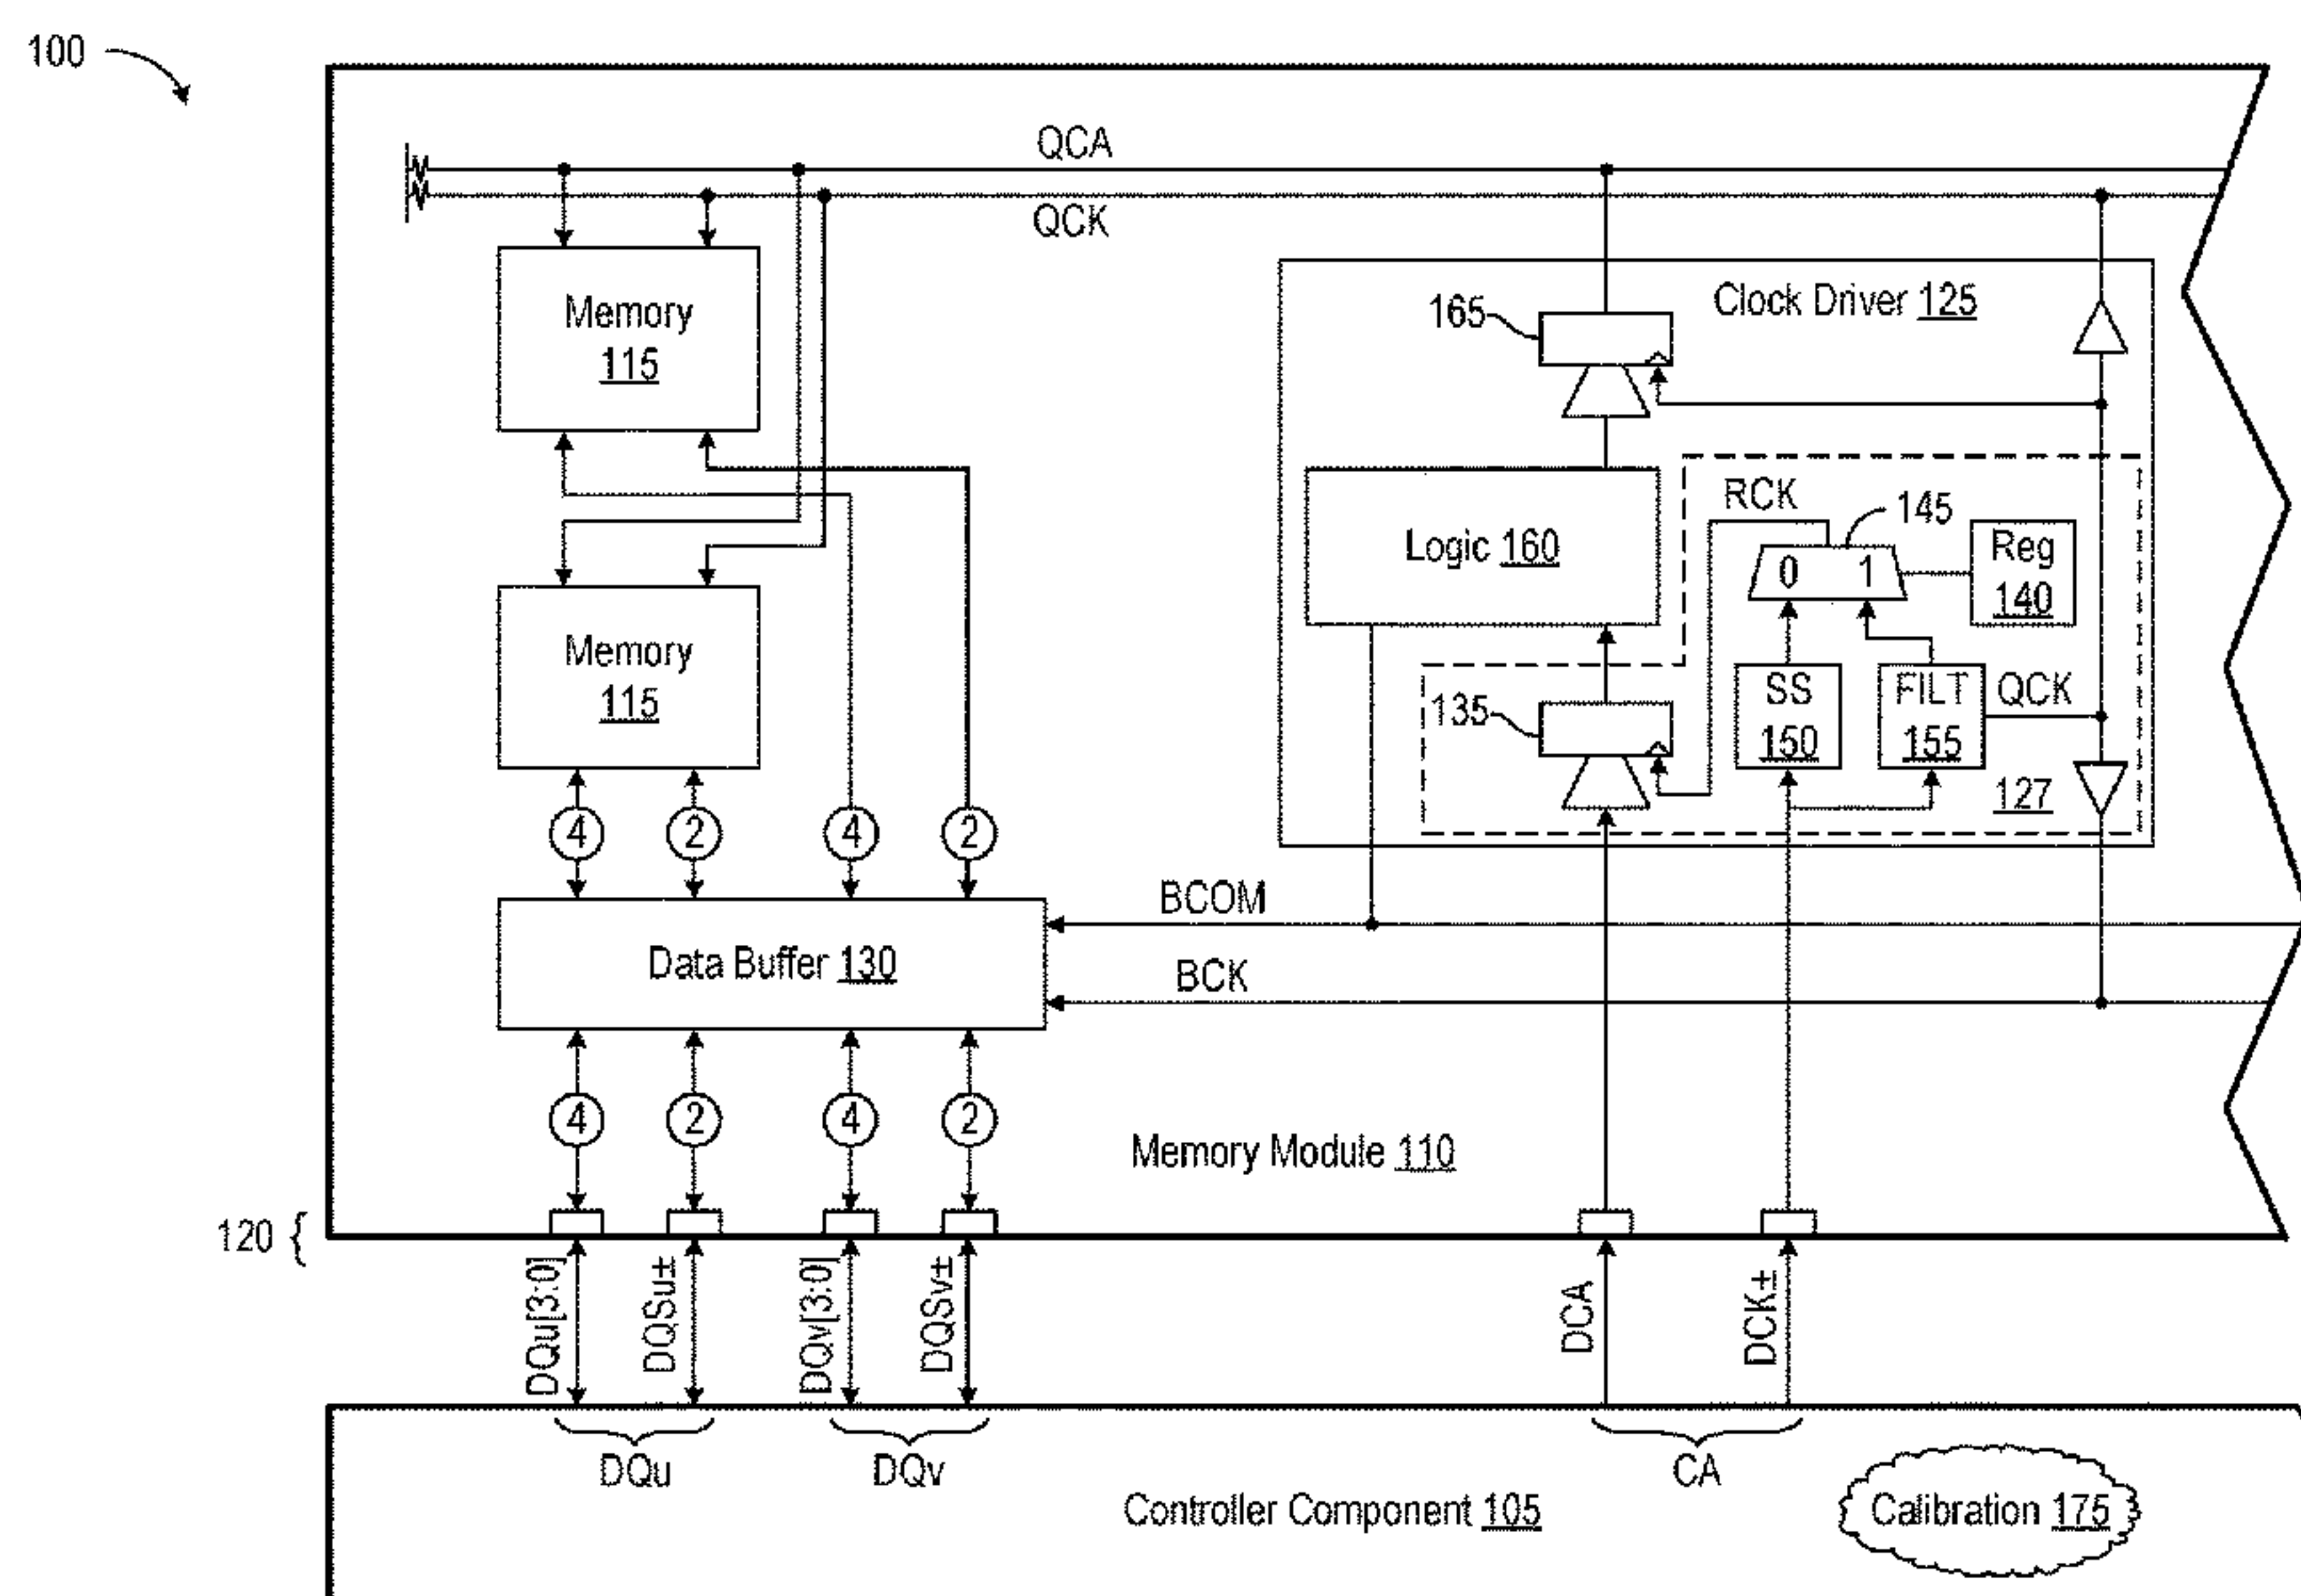 100
QCA
QCK
Memory
115
165
Clock Driver 125
RCK
145
Logic 160
0 1
Reg
140
Memory
115
135
SS
150
FILT
155
QCK
127
4 2 4 2
BCOM
Data Buffer 130
BCK
4 2 4 2
Memory Module 110
120 {
DQu[3:0]
DQSu±
DQv[3:0]
DQSv±
DCA
DCK±
DQu
DQv
CA
Controller Component 105
Calibration 175